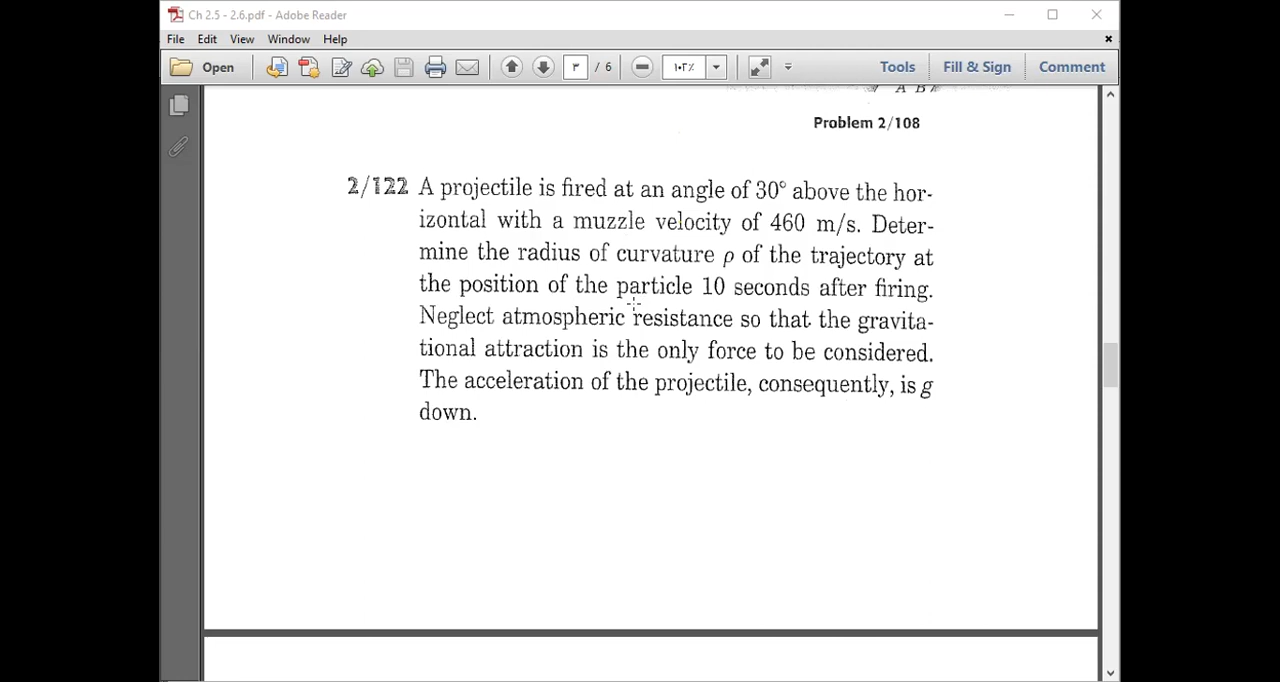 Ch 2.5 - 2.6.pdf - Adobe Reader
File Edit View Window Help
Open ٣ / 6 ١٠٢٪ Tools Fill & Sign Comment
A B
Problem 2/108
2/122 A projectile is fired at an angle of 30° above the hor-
izontal with a muzzle velocity of 460 m/s. Deter-
mine the radius of curvature ρ of the trajectory at
the position of the particle 10 seconds after firing.
Neglect atmospheric resistance so that the gravita-
tional attraction is the only force to be considered.
The acceleration of the projectile, consequently, is g
down.